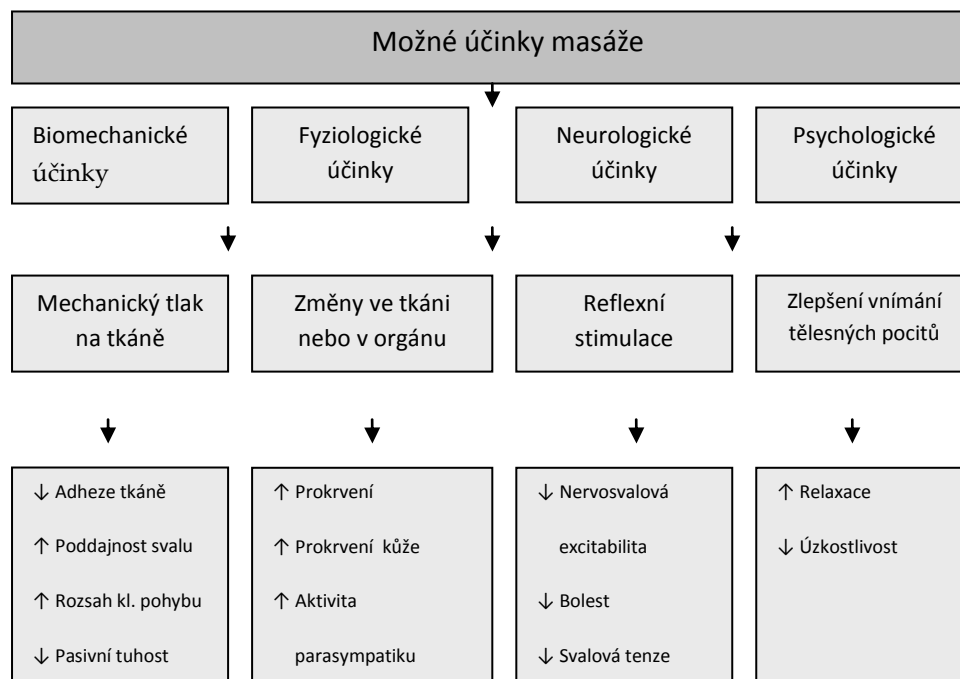 Možné účinky masáže
Biomechanické
účinky
Fyziologické
účinky
Neurologické
účinky
Psychologické
účinky
Mechanický tlak
na tkáně
Změny ve tkáni
nebo v orgánu
Reflexní
stimulace
Zlepšení vnímání
tělesných pocitů
↓ Adheze tkáně
↑ Poddajnost svalu
↑ Rozsah kl. pohybu
↓ Pasivní tuhost
↑ Prokrvení
↑ Prokrvení kůže
↑ Aktivita
parasympatiku
↓ Nervosvalová
excitabilita
↓ Bolest
↓ Svalová tenze
↑ Relaxace
↓ Úzkostlivost